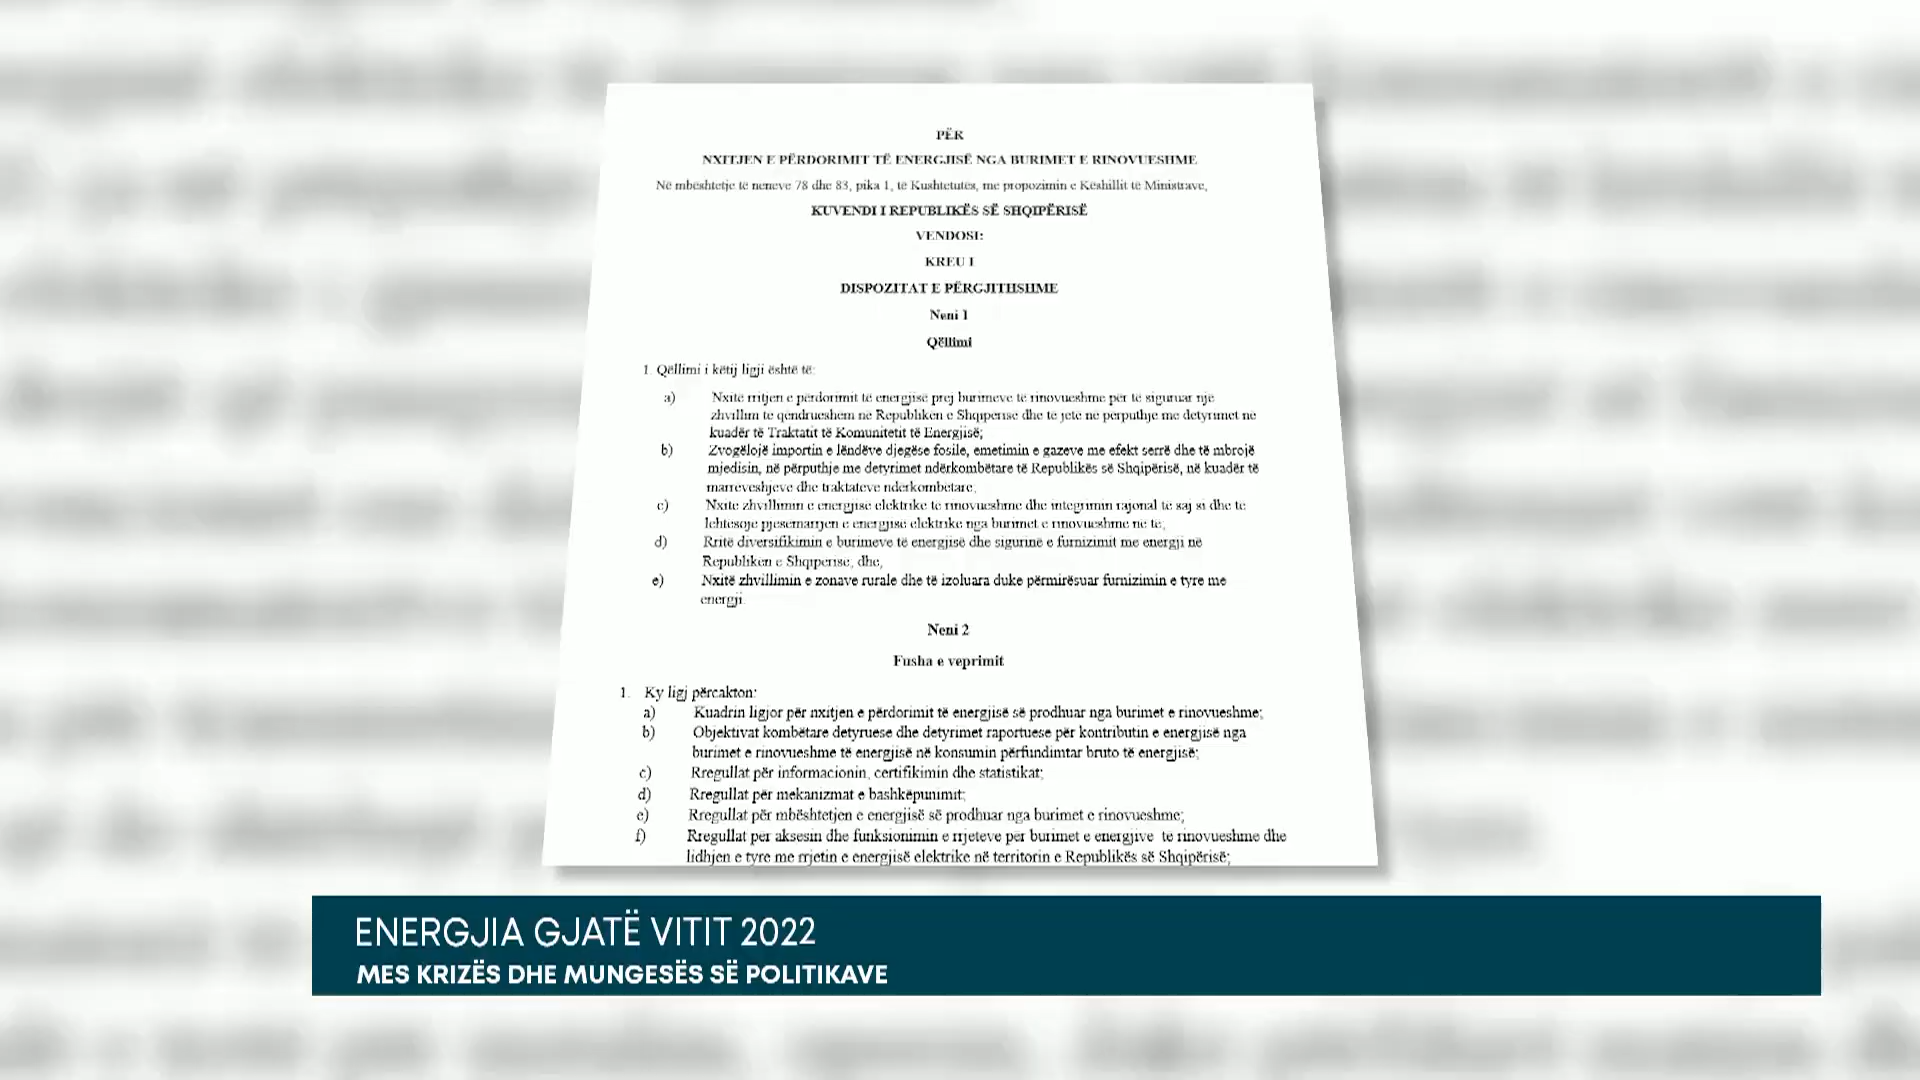 PËR
NXITJEN E PËRDORIMIT TË ENERGJISË NGA BURIMET E RINOVUESHME
Në mbështetje të neneve 78 dhe 83, pika 1, të Kushtetutës, me propozimin e Këshillit të Ministrave,
KUVENDI I REPUBLIKËS SË SHQIPËRISË
VENDOSI:
KREU I
DISPOZITAT E PËRGJITHSHME
Neni 1
Qëllimi
1. Qëllimi i këtij ligji është të:
a) Nxitë rritjen e përdorimit të energjisë prej burimeve të rinovueshme për të siguruar një
zhvillim të qëndrueshëm në Republikën e Shqipërisë dhe të jetë në përputhje me detyrimet në
kuadër të Traktatit të Komunitetit të Energjisë;
b) Zvogëlojë importin e lëndëve djegëse fosile, emetimin e gazeve me efekt serrë dhe të mbrojë
mjedisin, në përputhje me detyrimet ndërkombëtare të Republikës së Shqipërisë, në kuadër të
marrëveshjeve dhe traktateve ndërkombëtare;
c) Nxitë zhvillimin e energjisë elektrike të rinovueshme dhe integrimin rajonal të saj si dhe të
lehtësojë pjesëmarrjen e energjisë elektrike nga burimet e rinovueshme në të;
d) Rritë diversifikimin e burimeve të energjisë dhe sigurinë e furnizimit me energji në
Republikën e Shqipërisë; dhe,
e) Nxitë zhvillimin e zonave rurale dhe të izoluara duke përmirësuar furnizimin e tyre me
energji.
Neni 2
Fusha e veprimit
1. Ky ligj përcakton:
a) Kuadrin ligjor për nxitjen e përdorimit të energjisë së prodhuar nga burimet e rinovueshme;
b) Objektivat kombëtare detyruese dhe detyrimet raportuese për kontributin e energjisë nga
burimet e rinovueshme të energjisë në konsumin përfundimtar bruto të energjisë;
c) Rregullat për informacionin, certifikimin dhe statistikat;
d) Rregullat për mekanizmat e bashkëpunimit;
e) Rregullat për mbështetjen e energjisë së prodhuar nga burimet e rinovueshme;
f) Rregullat për aksesin dhe funksionimin e rrjeteve për burimet e energjive të rinovueshme dhe
lidhjen e tyre me rrjetin e energjisë elektrike në territorin e Republikës së Shqipërisë;
ENERGJIA GJATË VITIT 2022
MES KRIZËS DHE MUNGESËS SË POLITIKAVE